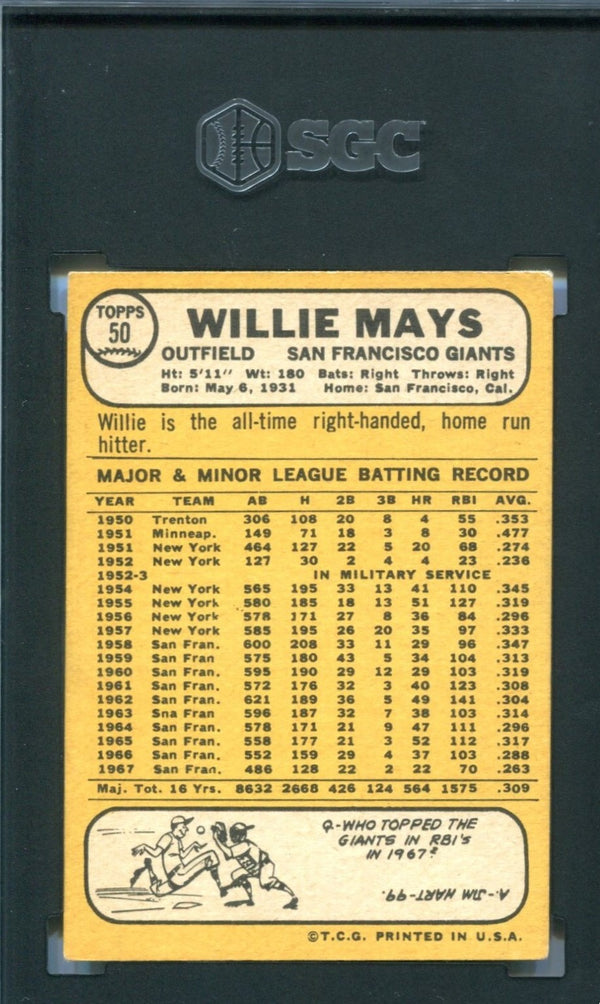 SGC
TOPPS
50
WILLIE MAYS
OUTFIELD SAN FRANCISCO GIANTS
Ht: 5'11" Wt: 180 Bats: Right Throws: Right
Born: May 6, 1931 Home: San Francisco, Cal.
Willie is the all-time right-handed, home run
hitter.
MAJOR & MINOR LEAGUE BATTING RECORD
YEAR TEAM AB H 2B 3B HR RBI AVG.
1950 Trenton 306 108 20 8 4 55 .353
1951 Minneap. 149 71 18 3 8 30 .477
1951 New York 464 127 22 5 20 68 .274
1952 New York 127 30 2 4 4 23 .236
1952-3 IN MILITARY SERVICE
1954 New York 565 195 33 13 41 110 .345
1955 New York 580 185 18 13 51 127 .319
1956 New York 578 171 27 8 36 84 .296
1957 New York 585 195 26 20 35 97 .333
1958 San Fran. 600 208 33 11 29 96 .347
1959 San Fran. 575 180 43 5 34 104 .313
1960 San Fran. 595 190 29 12 29 103 .319
1961 San Fran. 572 176 32 3 40 123 .308
1962 San Fran. 621 189 36 5 49 141 .304
1963 Sna Fran 596 187 32 7 38 103 .314
1964 San Fran. 578 171 21 9 47 111 .296
1965 San Fran. 558 177 21 3 52 112 .317
1966 San Fran. 552 159 29 4 37 103 .288
1967 San Fran. 486 128 22 2 22 70 .263
Maj. Tot. 16 Yrs. 8632 2668 426 124 564 1575 .309
Q-WHO TOPPED THE
GIANTS IN RBI'S
IN 1967?
A.-JIM HART-99.
©T.C.G. PRINTED IN U.S.A.